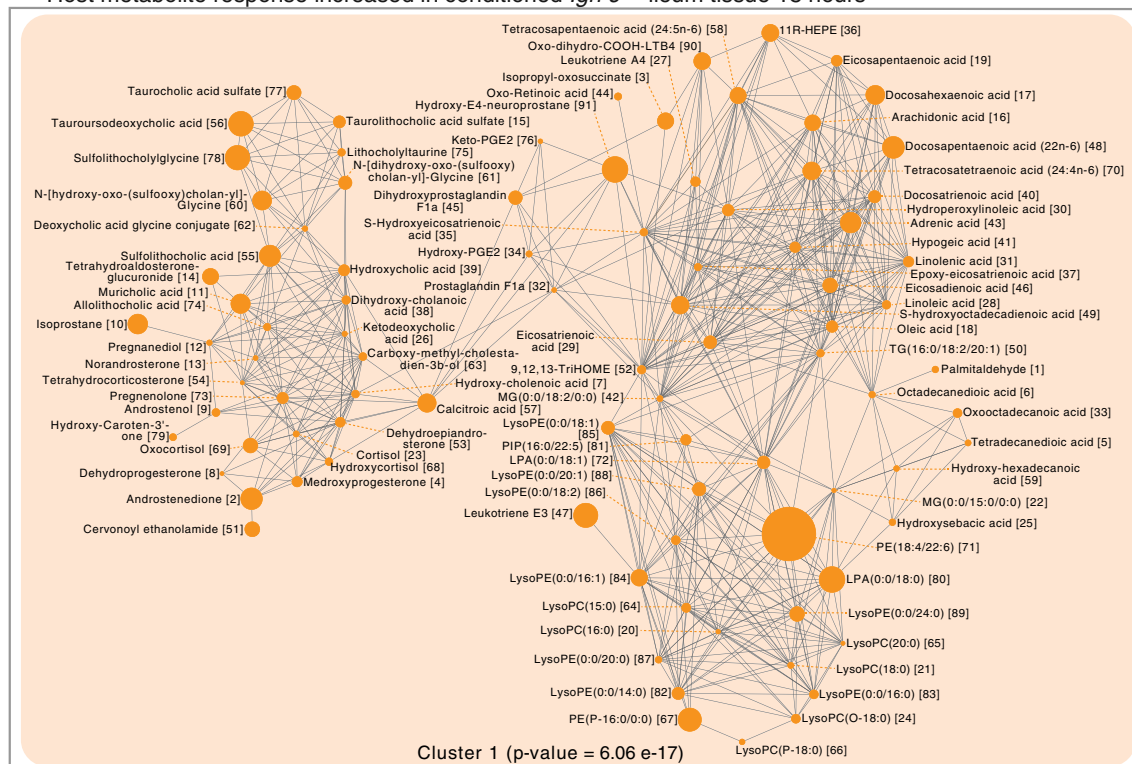 Tetracosapentaenoic acid (24:5n-6) [58]
11R-HEPE [36]
Oxo-dihydro-COOH-LTB4 [90]
Leukotriene A4 [27]
Eicosapentaenoic acid [19]
Isopropyl-oxosuccinate [3]
Taurocholic acid sulfate [77]
Oxo-Retinoic acid [44]
Docosahexaenoic acid [17]
Hydroxy-E4-neuroprostane [91]
Arachidonic acid [16]
Tauroursodeoxycholic acid [56]
Taurolithocholic acid sulfate [15]
Keto-PGE2 [76]
Docosapentaenoic acid (22n-6) [48]
Sulfolithocholylglycine [78]
Lithocholyltaurine [75]
N-[dihydroxy-oxo-(sulfooxy)
cholan-yl]-Glycine [61]
Tetracosatetraenoic acid (24:4n-6) [70]
N-[hydroxy-oxo-(sulfooxy)cholan-yl]-
Glycine [60]
Dihydroprostaglandin
F1a [45]
Docosatrienoic acid [40]
Hydroperoxylinoleic acid [30]
Adrenic acid [43]
Deoxycholic acid glycine conjugate [62]
S-Hydroxyeicosatrienoic
acid [35]
Hypogeic acid [41]
Sulfolithocholic acid [55]
Hydroxy-PGE2 [34]
Linolenic acid [31]
Tetrahydroaldosterone-
glucuronide [14]
Hydroxycholic acid [39]
Epoxy-eicosatrienoic acid [37]
Eicosadienoic acid [46]
Muricholic acid [11]
Prostaglandin F1a [32]
Allolithocholic acid [74]
Dihydroxy-cholanoic
acid [38]
Linoleic acid [28]
S-hydroxyoctadecadienoic acid [49]
Isoprostane [10]
Ketodeoxycholic
acid [26]
Oleic acid [18]
Eicosatrienoic
acid [29]
Pregnanediol [12]
TG(16:0/18:2/20:1) [50]
Norandrosterone [13]
Carboxy-methyl-cholesta-
dien-3b-ol [63]
9,12,13-TriHOME [52]
Palmitaldehyde [1]
Tetrahydrocorticosterone [54]
Hydroxy-cholenoic acid [7]
MG(0:0/18:2/0:0) [42]
Octadecanedioic acid [6]
Pregnenolone [73]
Calcitroic acid [57]
Androstenol [9]
LysoPE(0:0/18:1)
[85]
Oxooctadecanoic acid [33]
Hydroxy-Caroten-3'-
one [79]
Dehydroepiandro-
sterone [53]
PIP(16:0/22:5) [81]
Tetradecanedioic acid [5]
Oxocortisol [69]
Cortisol [23]
LPA(0:0/18:1) [72]
Hydroxycortisol [68]
LysoPE(0:0/20:1) [88]
Hydroxy-hexadecanoic
acid [59]
Dehydroprogesterone [8]
Medroxyprogesterone [4]
LysoPE(0:0/18:2) [86]
Androstenedione [2]
MG(0:0/15:0/0:0) [22]
Leukotriene E3 [47]
Hydroxysebacic acid [25]
Cervonoyl ethanolamide [51]
PE(18:4/22:6) [71]
LysoPE(0:0/16:1) [84]
LPA(0:0/18:0) [80]
LysoPC(15:0) [64]
LysoPE(0:0/24:0) [89]
LysoPC(16:0) [20]
LysoPC(20:0) [65]
LysoPE(0:0/20:0) [87]
LysoPC(18:0) [21]
LysoPE(0:0/14:0) [82]
LysoPE(0:0/16:0) [83]
PE(P-16:0/0:0) [67]
LysoPC(O-18:0) [24]
LysoPC(P-18:0) [66]
Cluster 1 (p-value = 6.06 e-17)